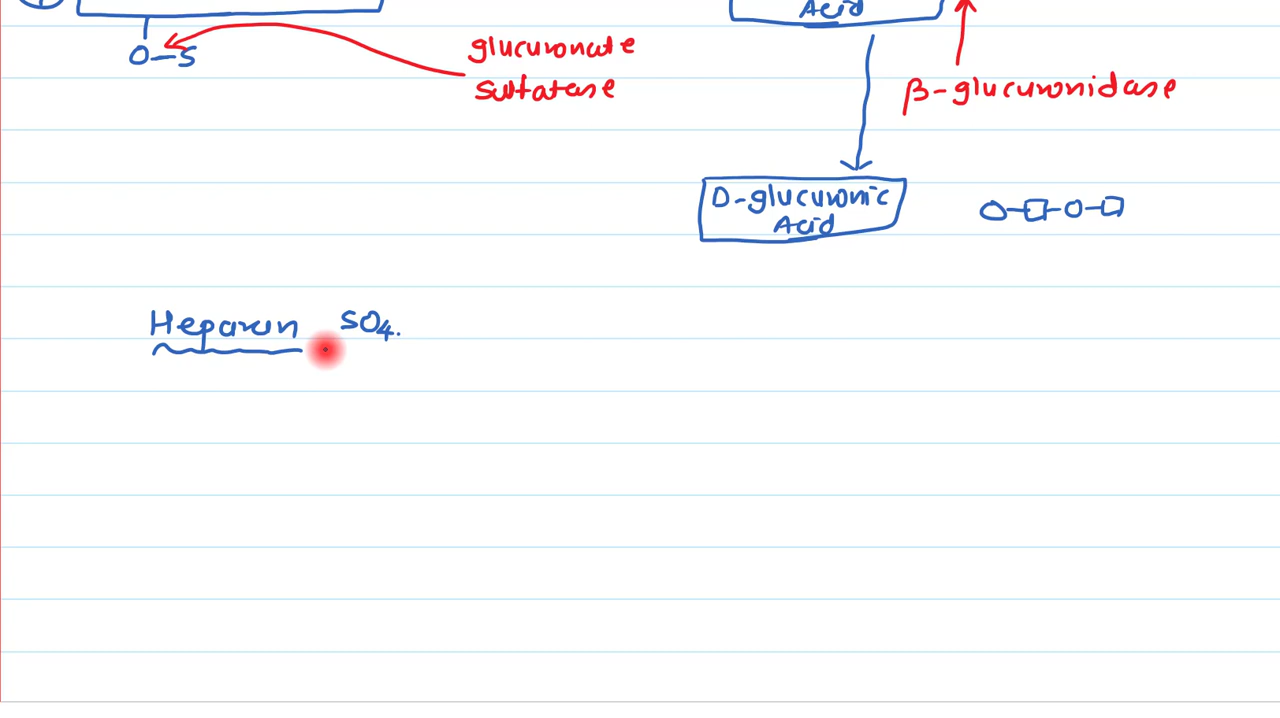 Acid
O-S
glucuronate
sulfatase
β-glucuronidase
D-glucuronic
Acid
Heparan SO4.